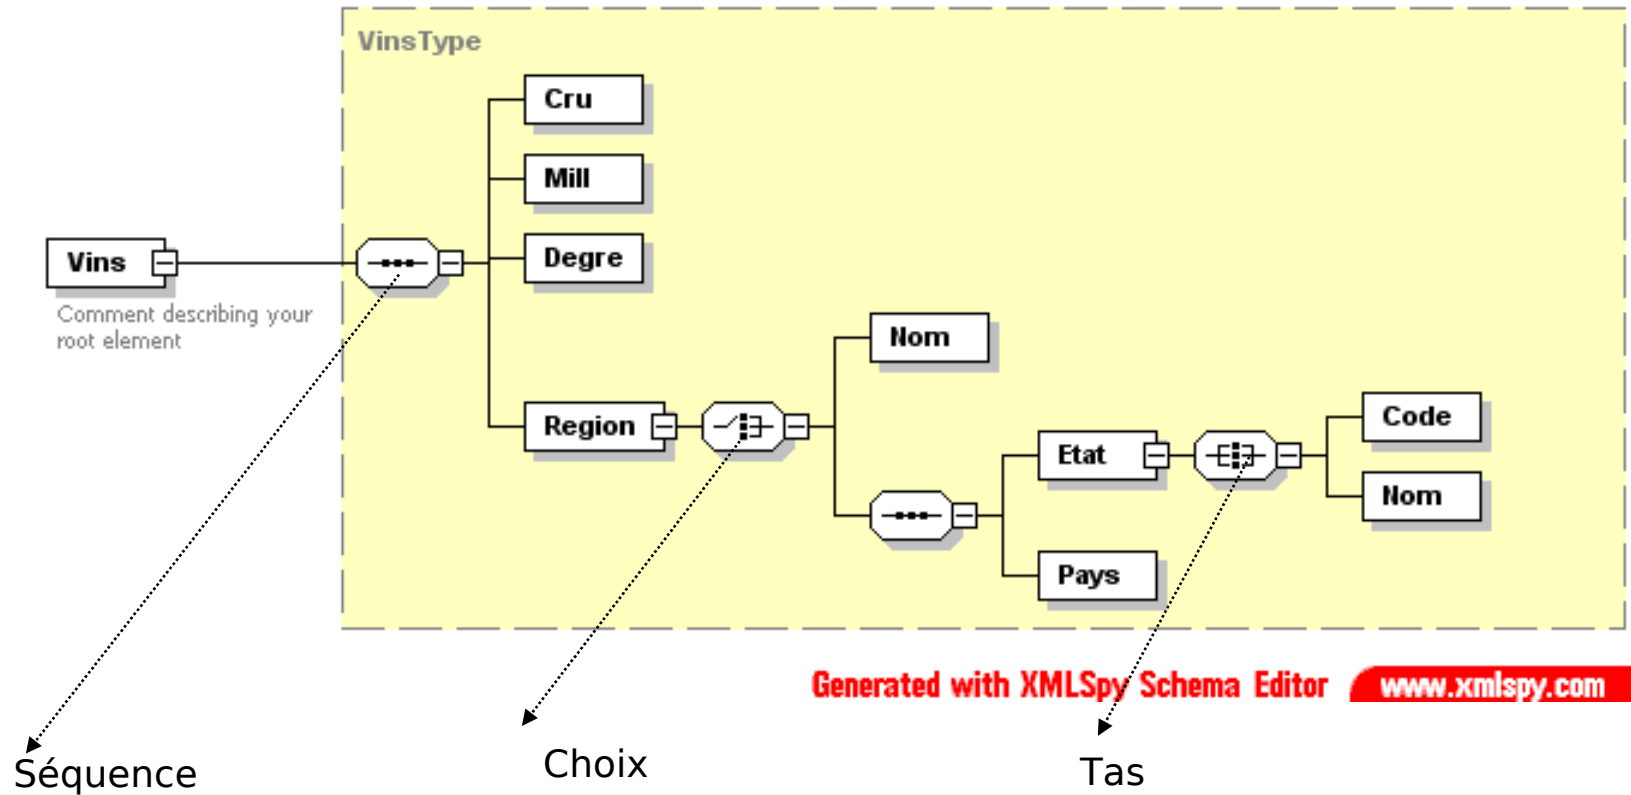 VinsType
Cru
Mill
Degre
Vins
Comment describing your
root element
Nom
Region
Etat
Code
Nom
Pays
Generated with XMLSpy Schema Editor www.xmlspy.com
Séquence
Choix
Tas